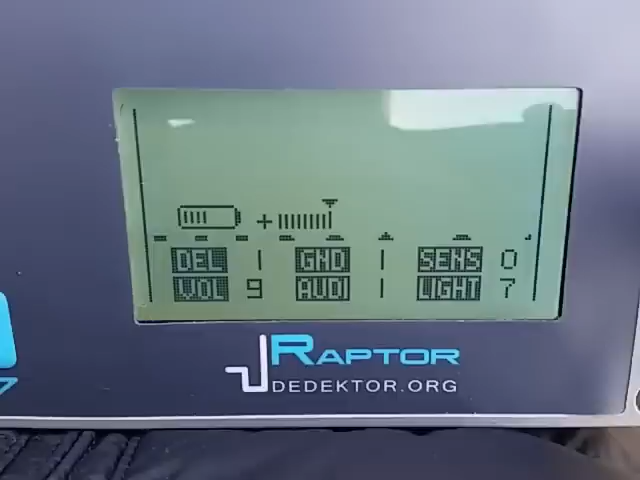 DEL 1 GND 1 SENS 0
VOL 9 AUDI 1 LIGHT 7
RAPTOR
DEDEKTOR.ORG